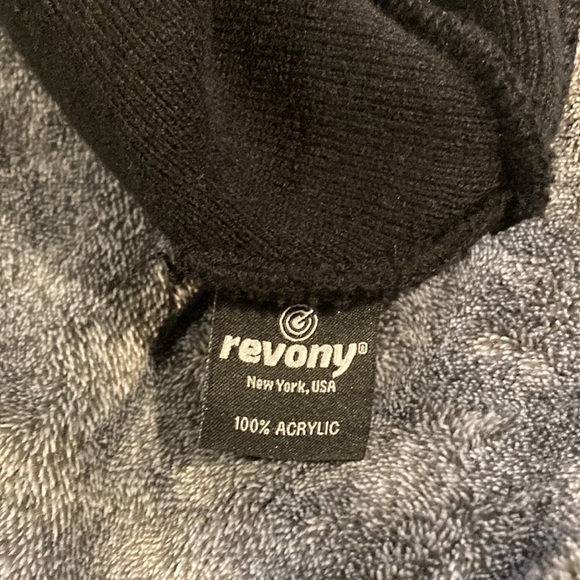 revony®
New York, USA
100% ACRYLIC